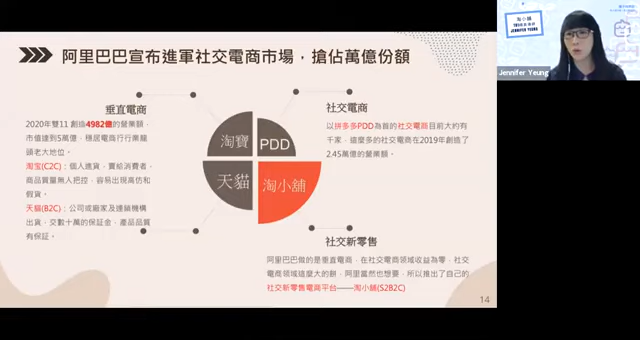 阿里巴巴宣布進軍社交電商市場，搶佔萬億份額
垂直電商
2020年雙11 創造4982億的營業額，
市值達到5萬億，穩居電商行行業龍
頭老大地位。
淘宝(C2C)：個人進貨，賣給消費者，
商品質量無人把控，容易出現高仿和
假貨。
天貓(B2C)：公司或廠家及連銷機構
出貨，交數十萬的保証金，產品品質
有保証。
淘寶
PDD
天貓
淘小舖
社交電商
以拼多多PDD為首的社交電商目前大約有
千家，這麼多的社交電商在2019年創造了
2.45萬億的營業額。
社交新零售
阿里巴巴做的是垂直電商，在社交電商領域收益為零，社交
電商領域這麼大的餅，阿里當然也想要，所以推出了自己的
社交新零售電商平台——淘小舖(S2B2C)
14
淘小舖
JENNIFER YEUNG
Jennifer Yeung